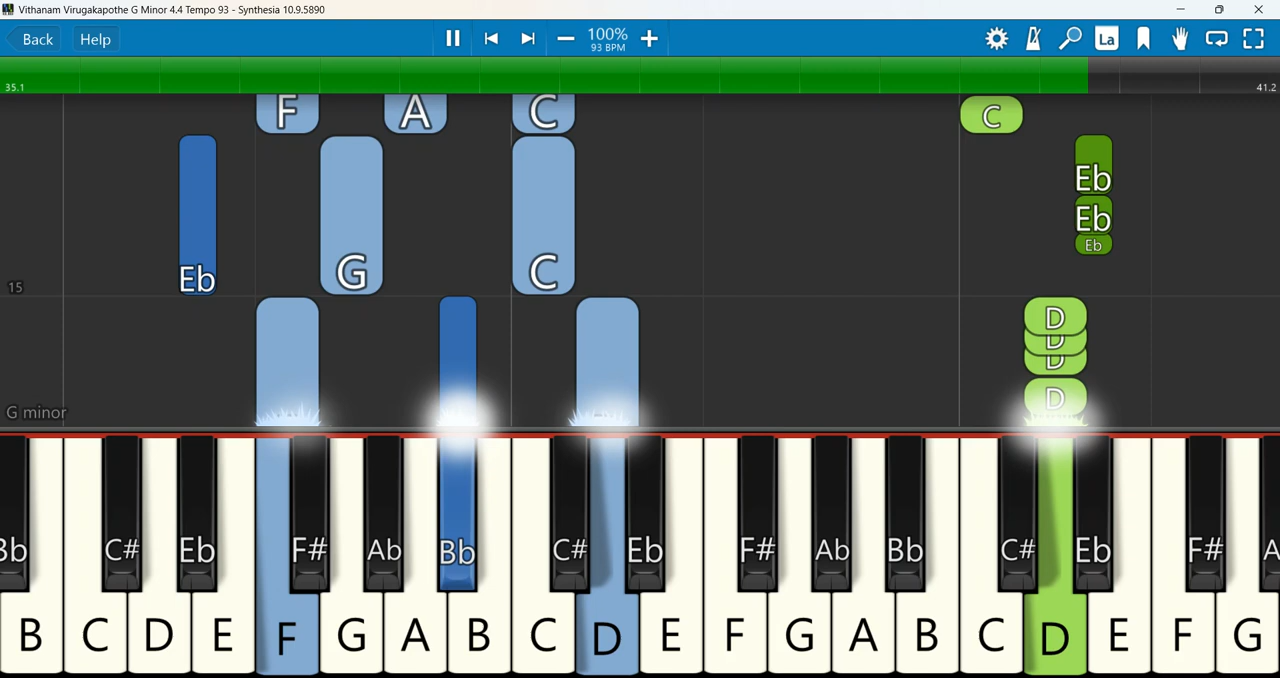 Vithanam Virugakapothe G Minor 4.4 Tempo 93 - Synthesia 10.9.5890
Back Help 100% La
93 BPM
35.1 41.2
F A C C
Eb G C Eb
Eb
Eb
15
D
D
D
D
G minor
Bb C# Eb F# Ab Bb C# Eb F# Ab Bb C# Eb F# A
B C D E F G A B C D E F G A B C D E F G